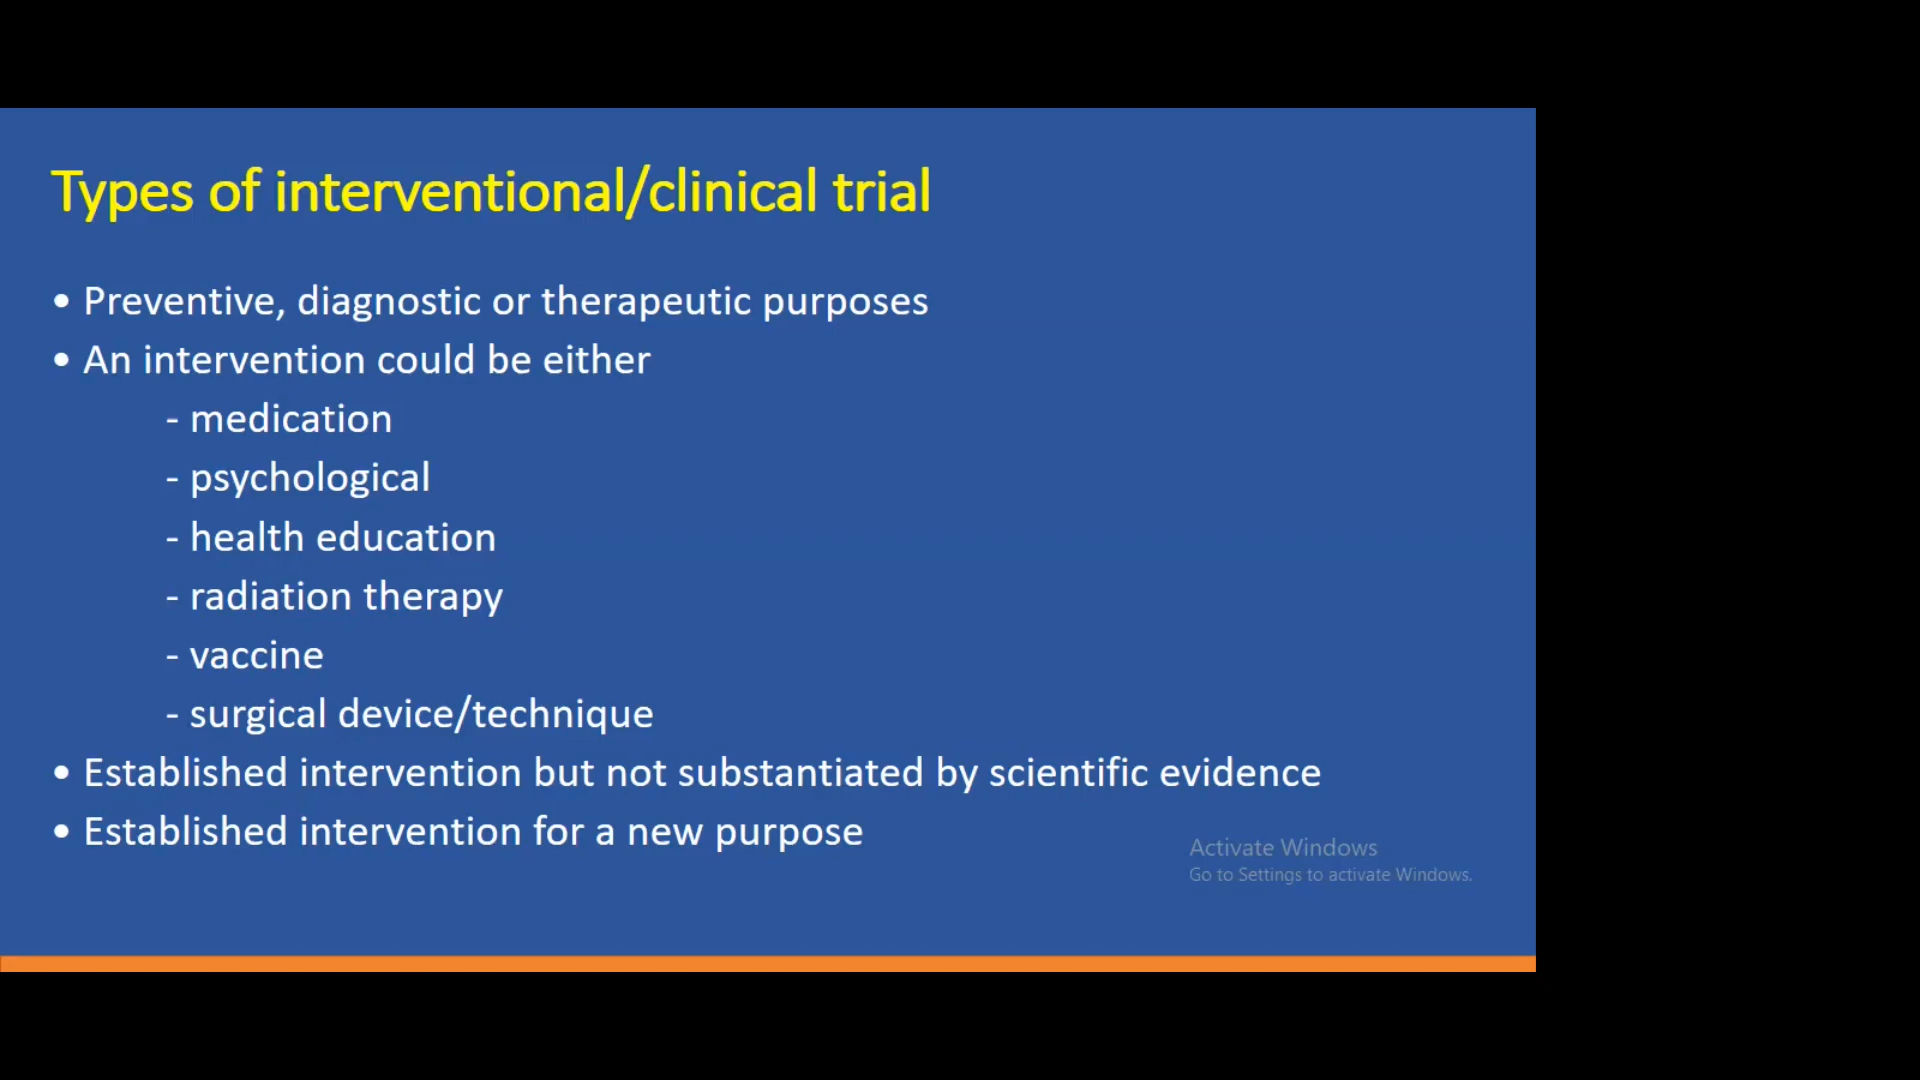 Types of interventional/clinical trial
• Preventive, diagnostic or therapeutic purposes
• An intervention could be either
- medication
- psychological
- health education
- radiation therapy
- vaccine
- surgical device/technique
• Established intervention but not substantiated by scientific evidence
• Established intervention for a new purpose
Activate Windows
Go to Settings to activate Windows.